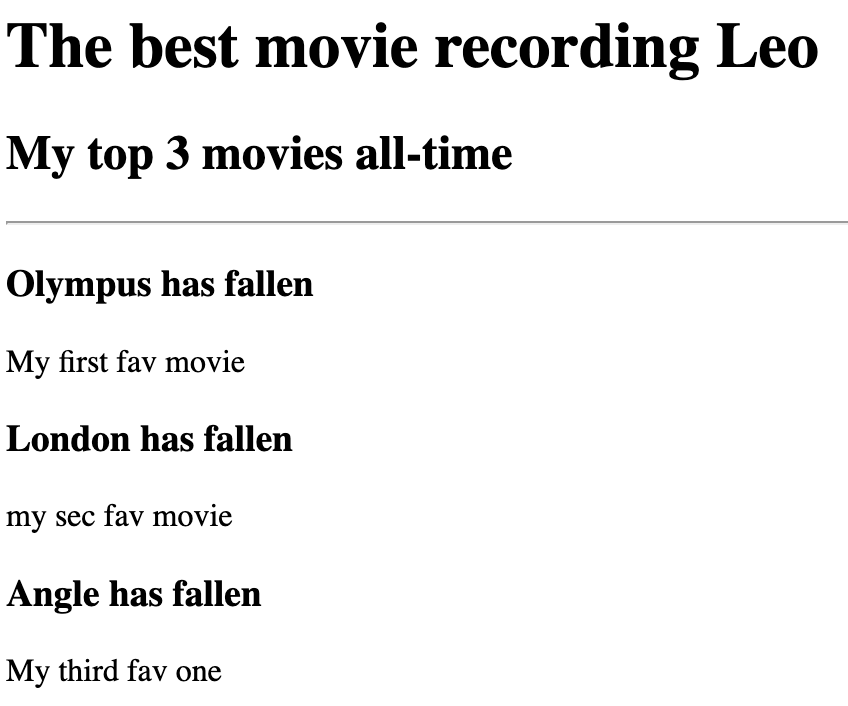 The best movie recording Leo
My top 3 movies all-time
Olympus has fallen
My first fav movie
London has fallen
my sec fav movie
Angle has fallen
My third fav one